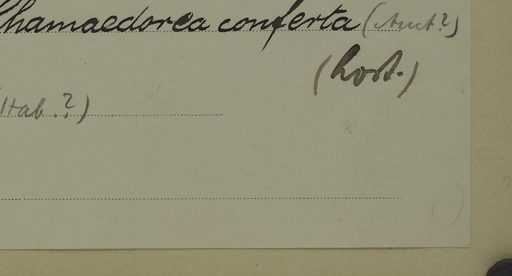 Chamaedorea conferta (Auct?)
(Hort.)
(Hab.?)